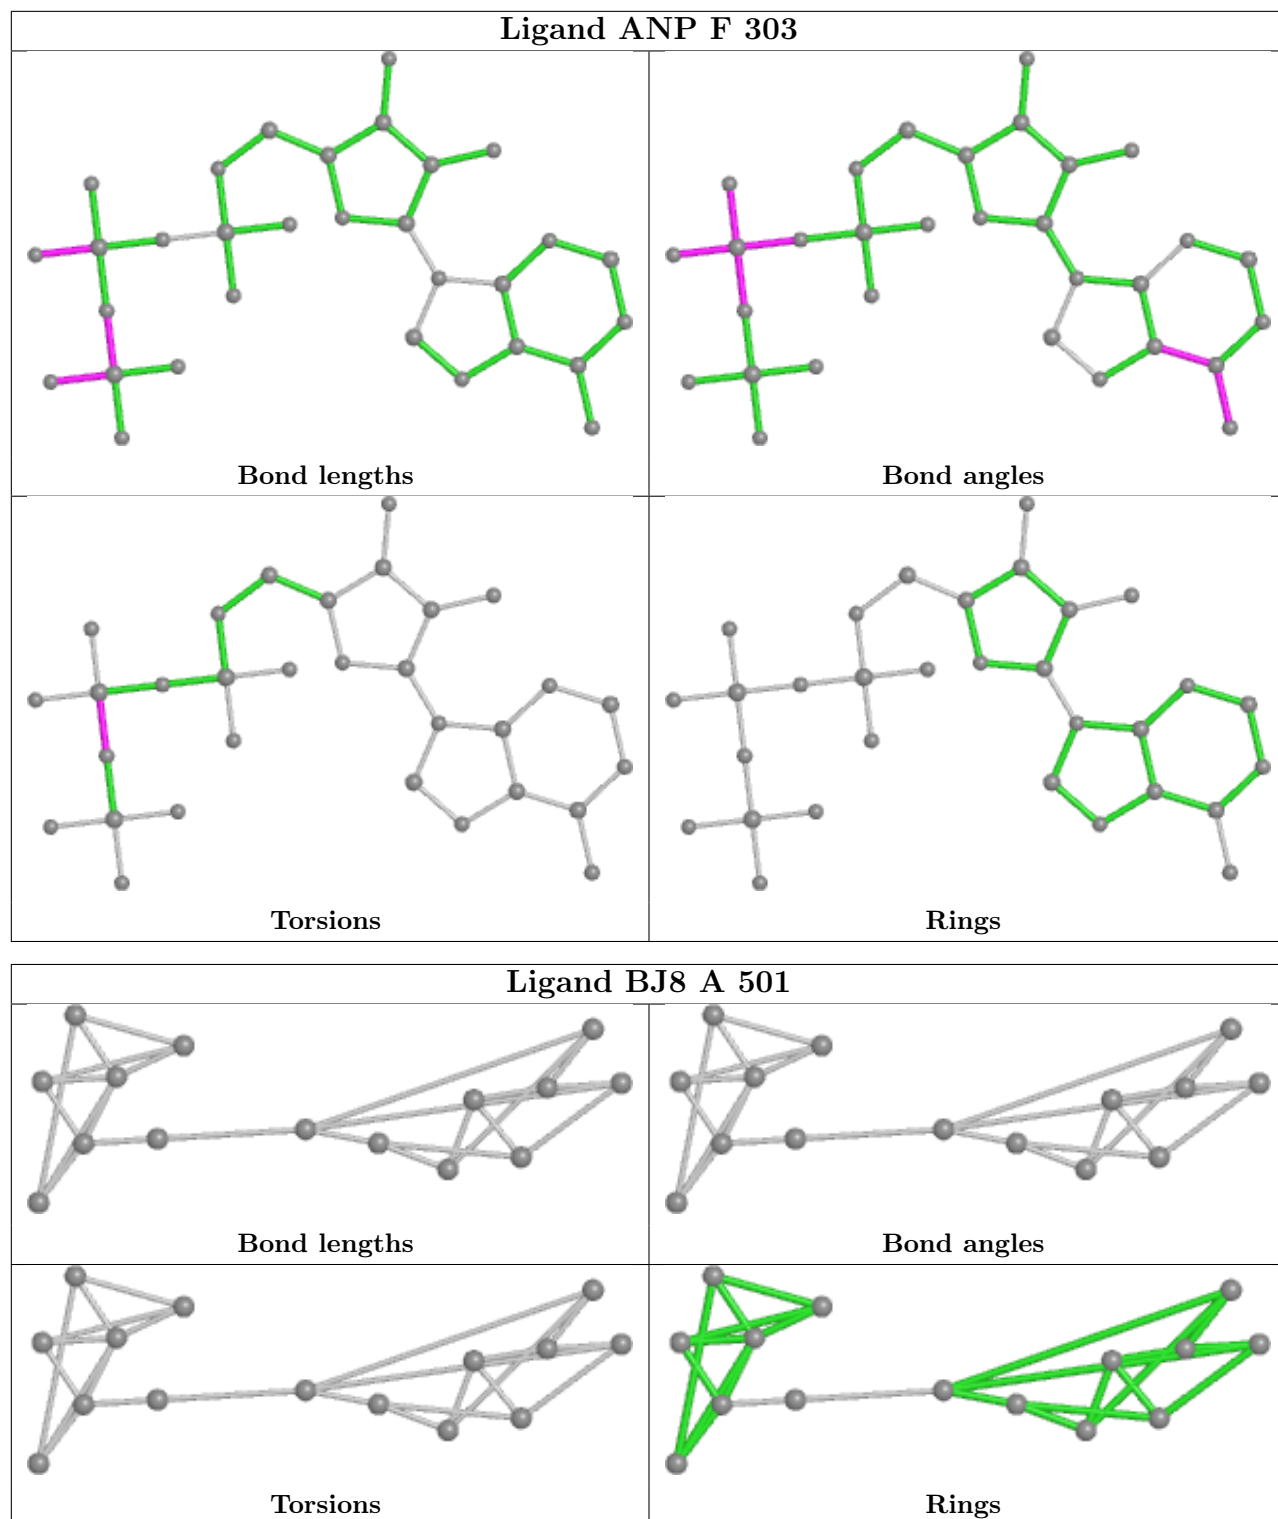 Ligand ANP F 303
Bond lengths
Bond angles
Torsions
Rings
Ligand BJ8 A 501
Bond lengths
Bond angles
Torsions
Rings